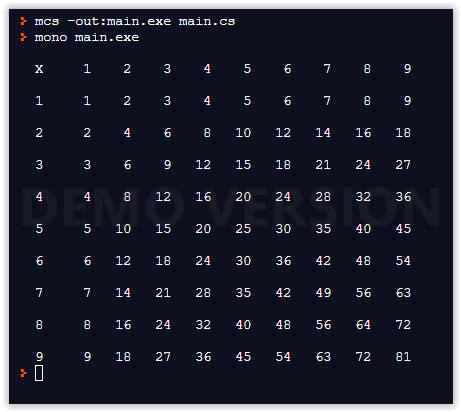 > mcs -out:main.exe main.cs
> mono main.exe
X 1 2 3 4 5 6 7 8 9
1 1 2 3 4 5 6 7 8 9
2 2 4 6 8 10 12 14 16 18
3 3 6 9 12 15 18 21 24 27
4 4 8 12 16 20 24 28 32 36
DEMO VERSION
5 5 10 15 20 25 30 35 40 45
6 6 12 18 24 30 36 42 48 54
7 7 14 21 28 35 42 49 56 63
8 8 16 24 32 40 48 56 64 72
9 9 18 27 36 45 54 63 72 81
>